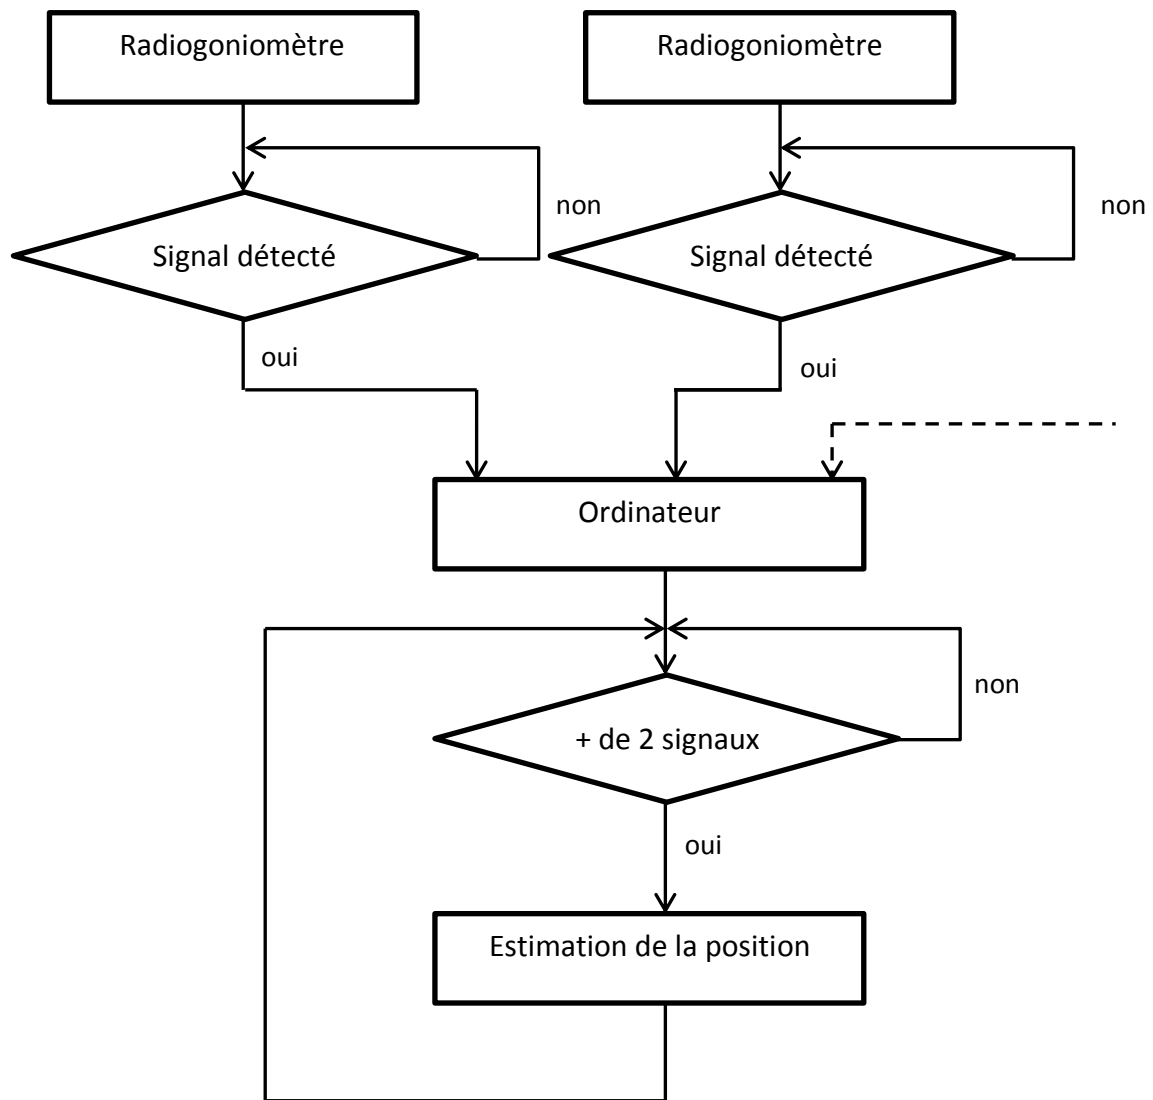 Radiogoniomètre
Radiogoniomètre
non
non
Signal détecté
Signal détecté
oui
oui
Ordinateur
non
+ de 2 signaux
oui
Estimation de la position